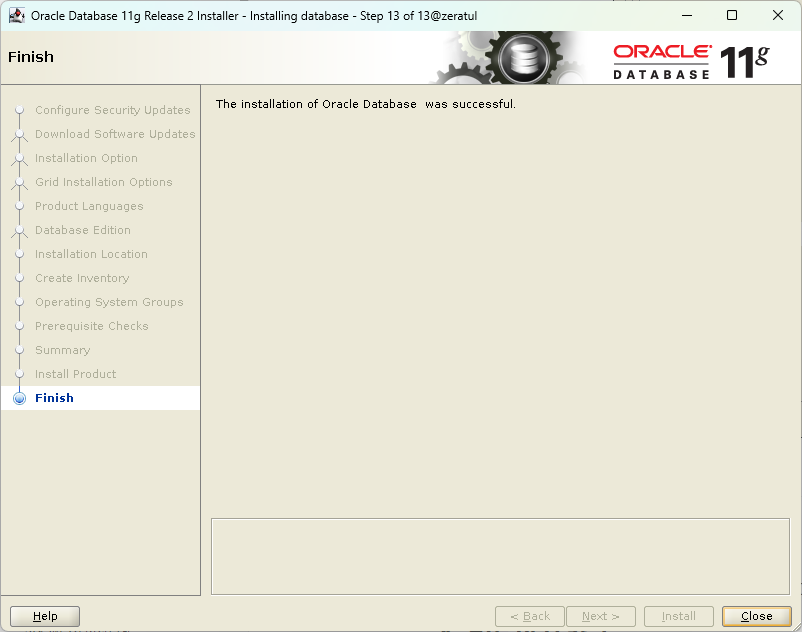 Oracle Database 11g Release 2 Installer - Installing database - Step 13 of 13@zeratul
Finish
ORACLE
DATABASE
11g
Configure Security Updates
Download Software Updates
Installation Option
Grid Installation Options
Product Languages
Database Edition
Installation Location
Create Inventory
Operating System Groups
Prerequisite Checks
Summary
Install Product
Finish
The installation of Oracle Database  was successful.
Help
< Back
Next >
Install
Close